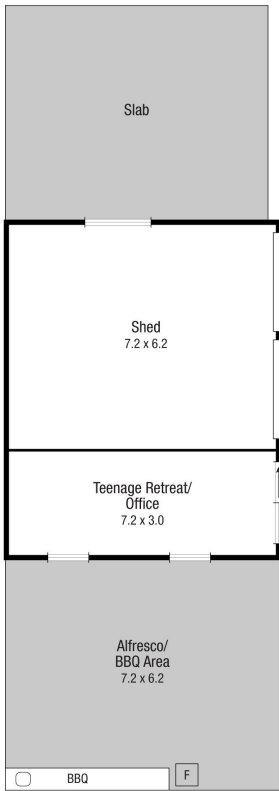 Slab
Shed
7.2 x 6.2
Teenage Retreat/
Office
7.2 x 3.0
Alfresco/
BBQ Area
7.2 x 6.2
BBQ
F